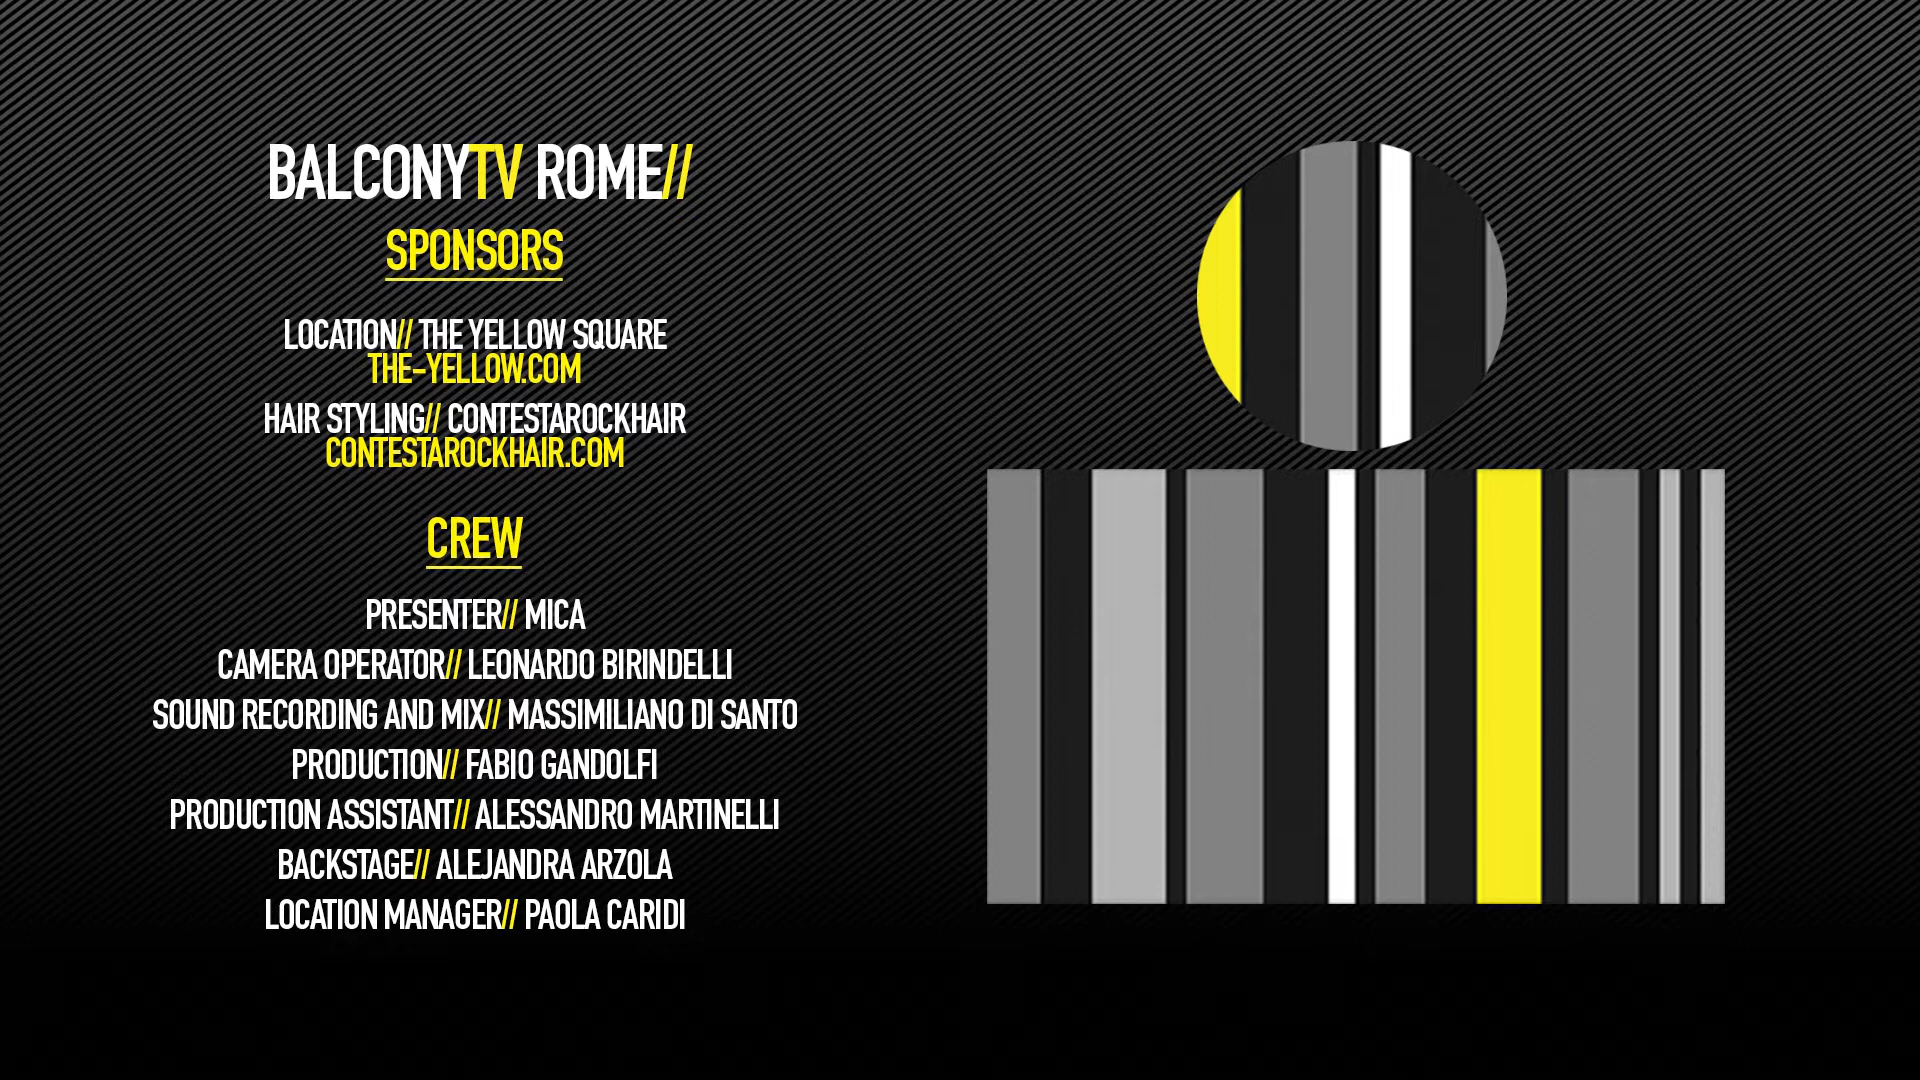 BALCONYTV ROME//
SPONSORS
LOCATION// THE YELLOW SQUARE
THE-YELLOW.COM
HAIR STYLING// CONTESTAROCKHAIR
CONTESTAROCKHAIR.COM
CREW
PRESENTER// MICA
CAMERA OPERATOR// LEONARDO BIRINDELLI
SOUND RECORDING AND MIX// MASSIMILIANO DI SANTO
PRODUCTION// FABIO GANDOLFI
PRODUCTION ASSISTANT// ALESSANDRO MARTINELLI
BACKSTAGE// ALEJANDRA ARZOLA
LOCATION MANAGER// PAOLA CARIDI